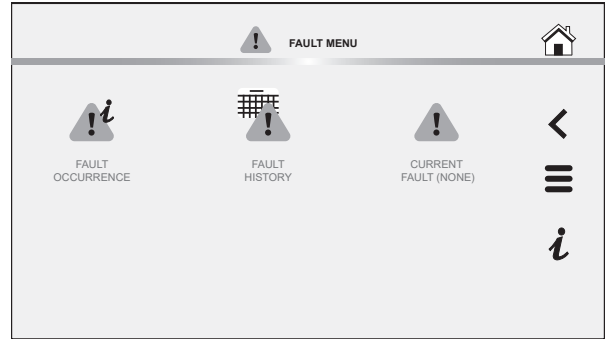 FAULT MENU
FAULT
OCCURRENCE
FAULT
HISTORY
CURRENT
FAULT (NONE)